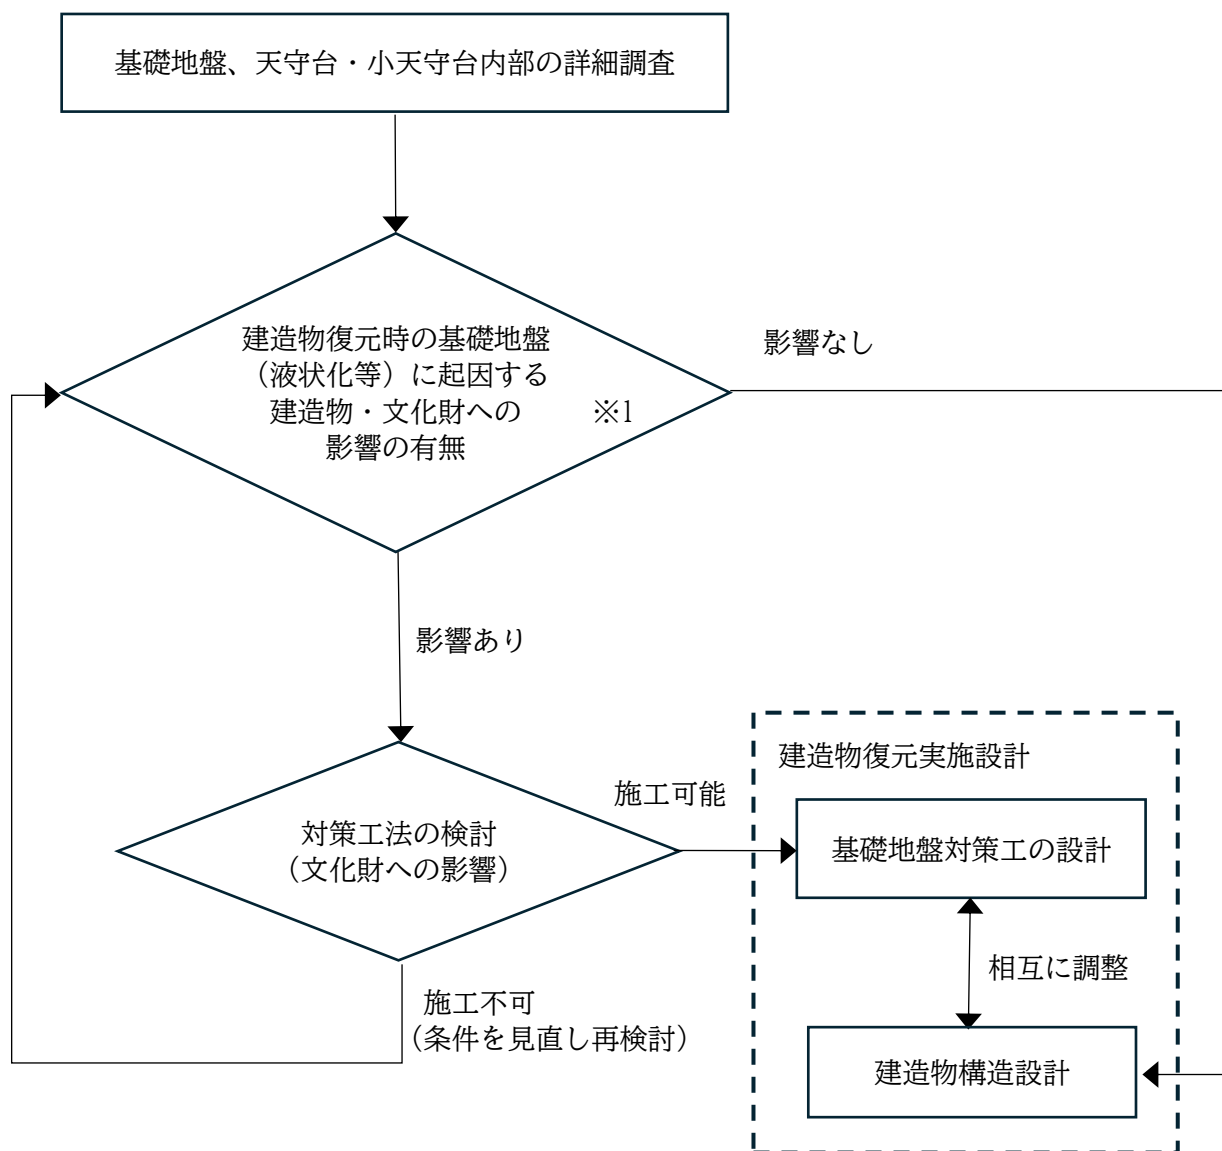 基礎地盤、天守台・小天守台内部の詳細調査
建造物復元時の基礎地盤
（液状化等）に起因する
建造物・文化財への
影響の有無
※1
影響なし
影響あり
対策工法の検討
（文化財への影響）
施工可能
施工不可
（条件を見直し再検討）
建造物復元実施設計
基礎地盤対策工の設計
相互に調整
建造物構造設計